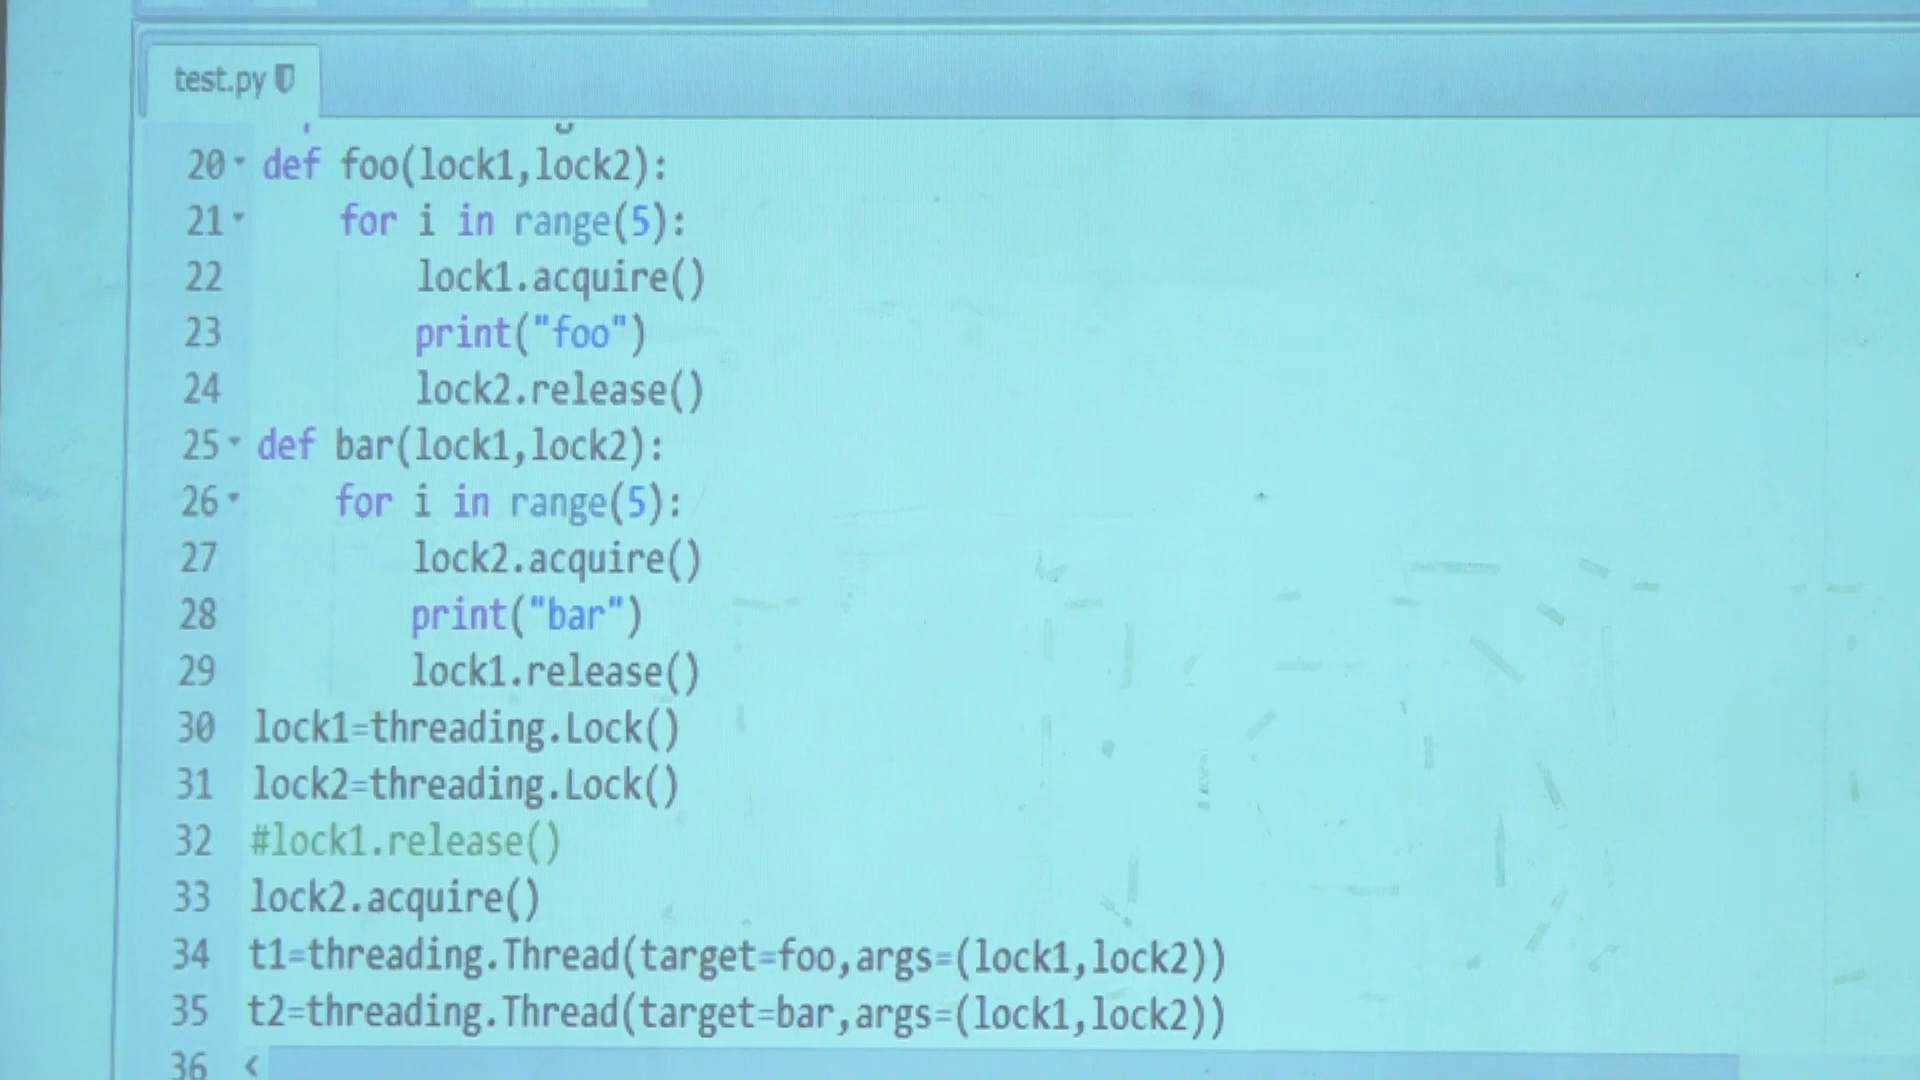 test.py
20 def foo(lock1,lock2):
21     for i in range(5):
22         lock1.acquire()
23         print("foo")
24         lock2.release()
25 def bar(lock1,lock2):
26     for i in range(5):
27         lock2.acquire()
28         print("bar")
29         lock1.release()
30 lock1=threading.Lock()
31 lock2=threading.Lock()
32 #lock1.release()
33 lock2.acquire()
34 t1=threading.Thread(target=foo,args=(lock1,lock2))
35 t2=threading.Thread(target=bar,args=(lock1,lock2))
36